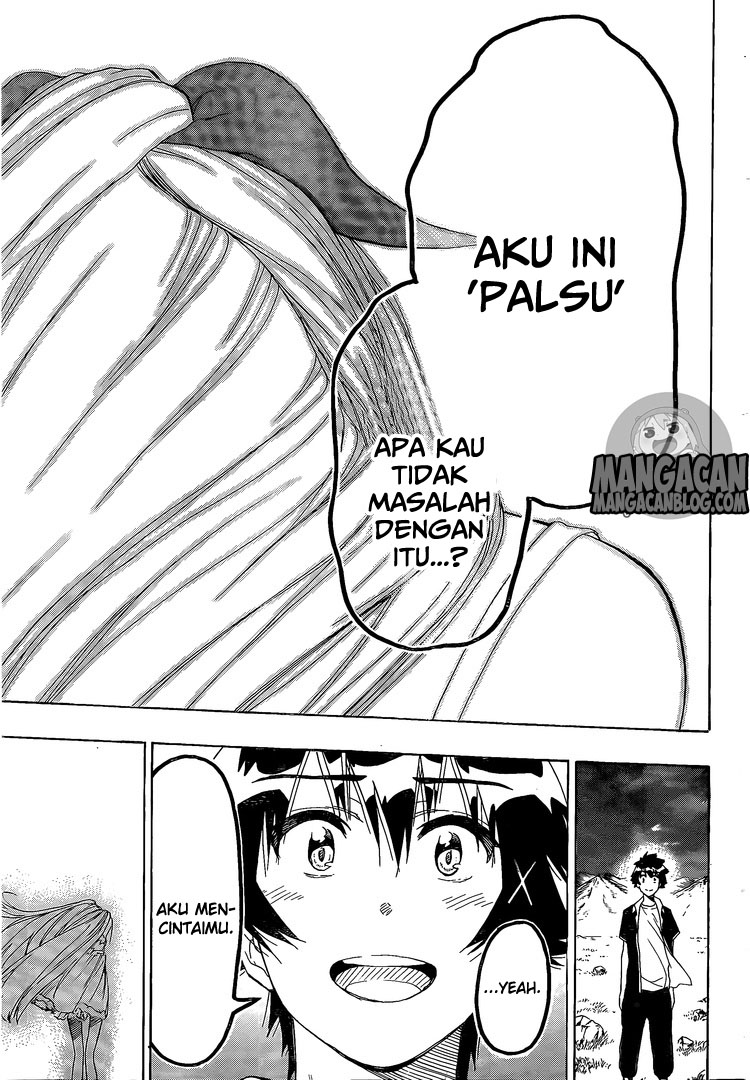 AKU INI
'PALSU'
APA KAU
TIDAK
MASALAH
DENGAN
ITU...?
MANGACAN
MANGACANBLOG.COM
...YEAH.
AKU MEN-
CINTAIMU.